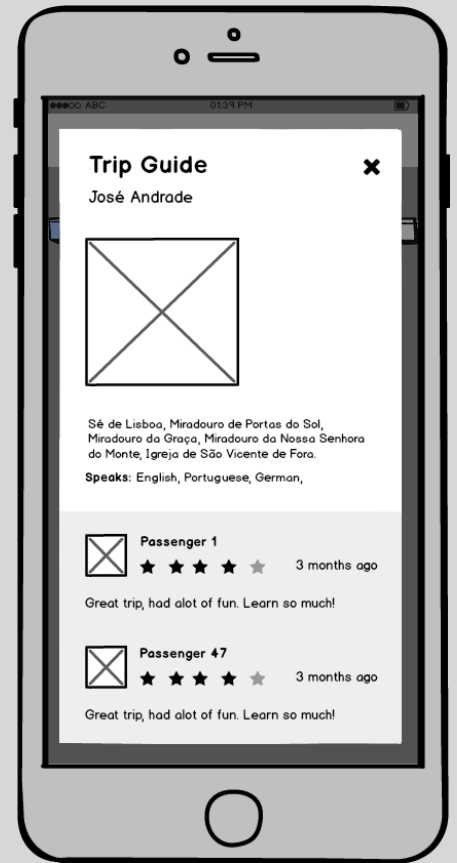 ABC 01:39 PM
Trip Guide
José Andrade
Sé de Lisboa, Miradouro de Portas do Sol,
Miradouro da Graça, Miradouro da Nossa Senhora
do Monte, Igreja de São Vicente de Fora.
Speaks: English, Portuguese, German,
Passenger 1
3 months ago
Great trip, had alot of fun. Learn so much!
Passenger 47
3 months ago
Great trip, had alot of fun. Learn so much!